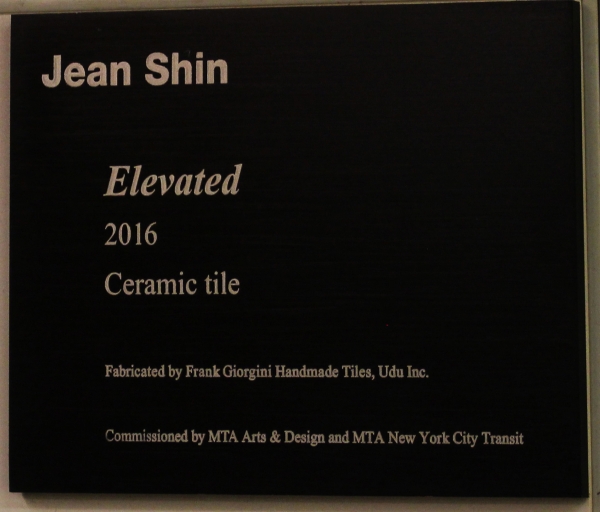 Jean Shin
Elevated
2016
Ceramic tile
Fabricated by Frank Giorgini Handmade Tiles, Udu Inc.
Commissioned by MTA Arts & Design and MTA New York City Transit